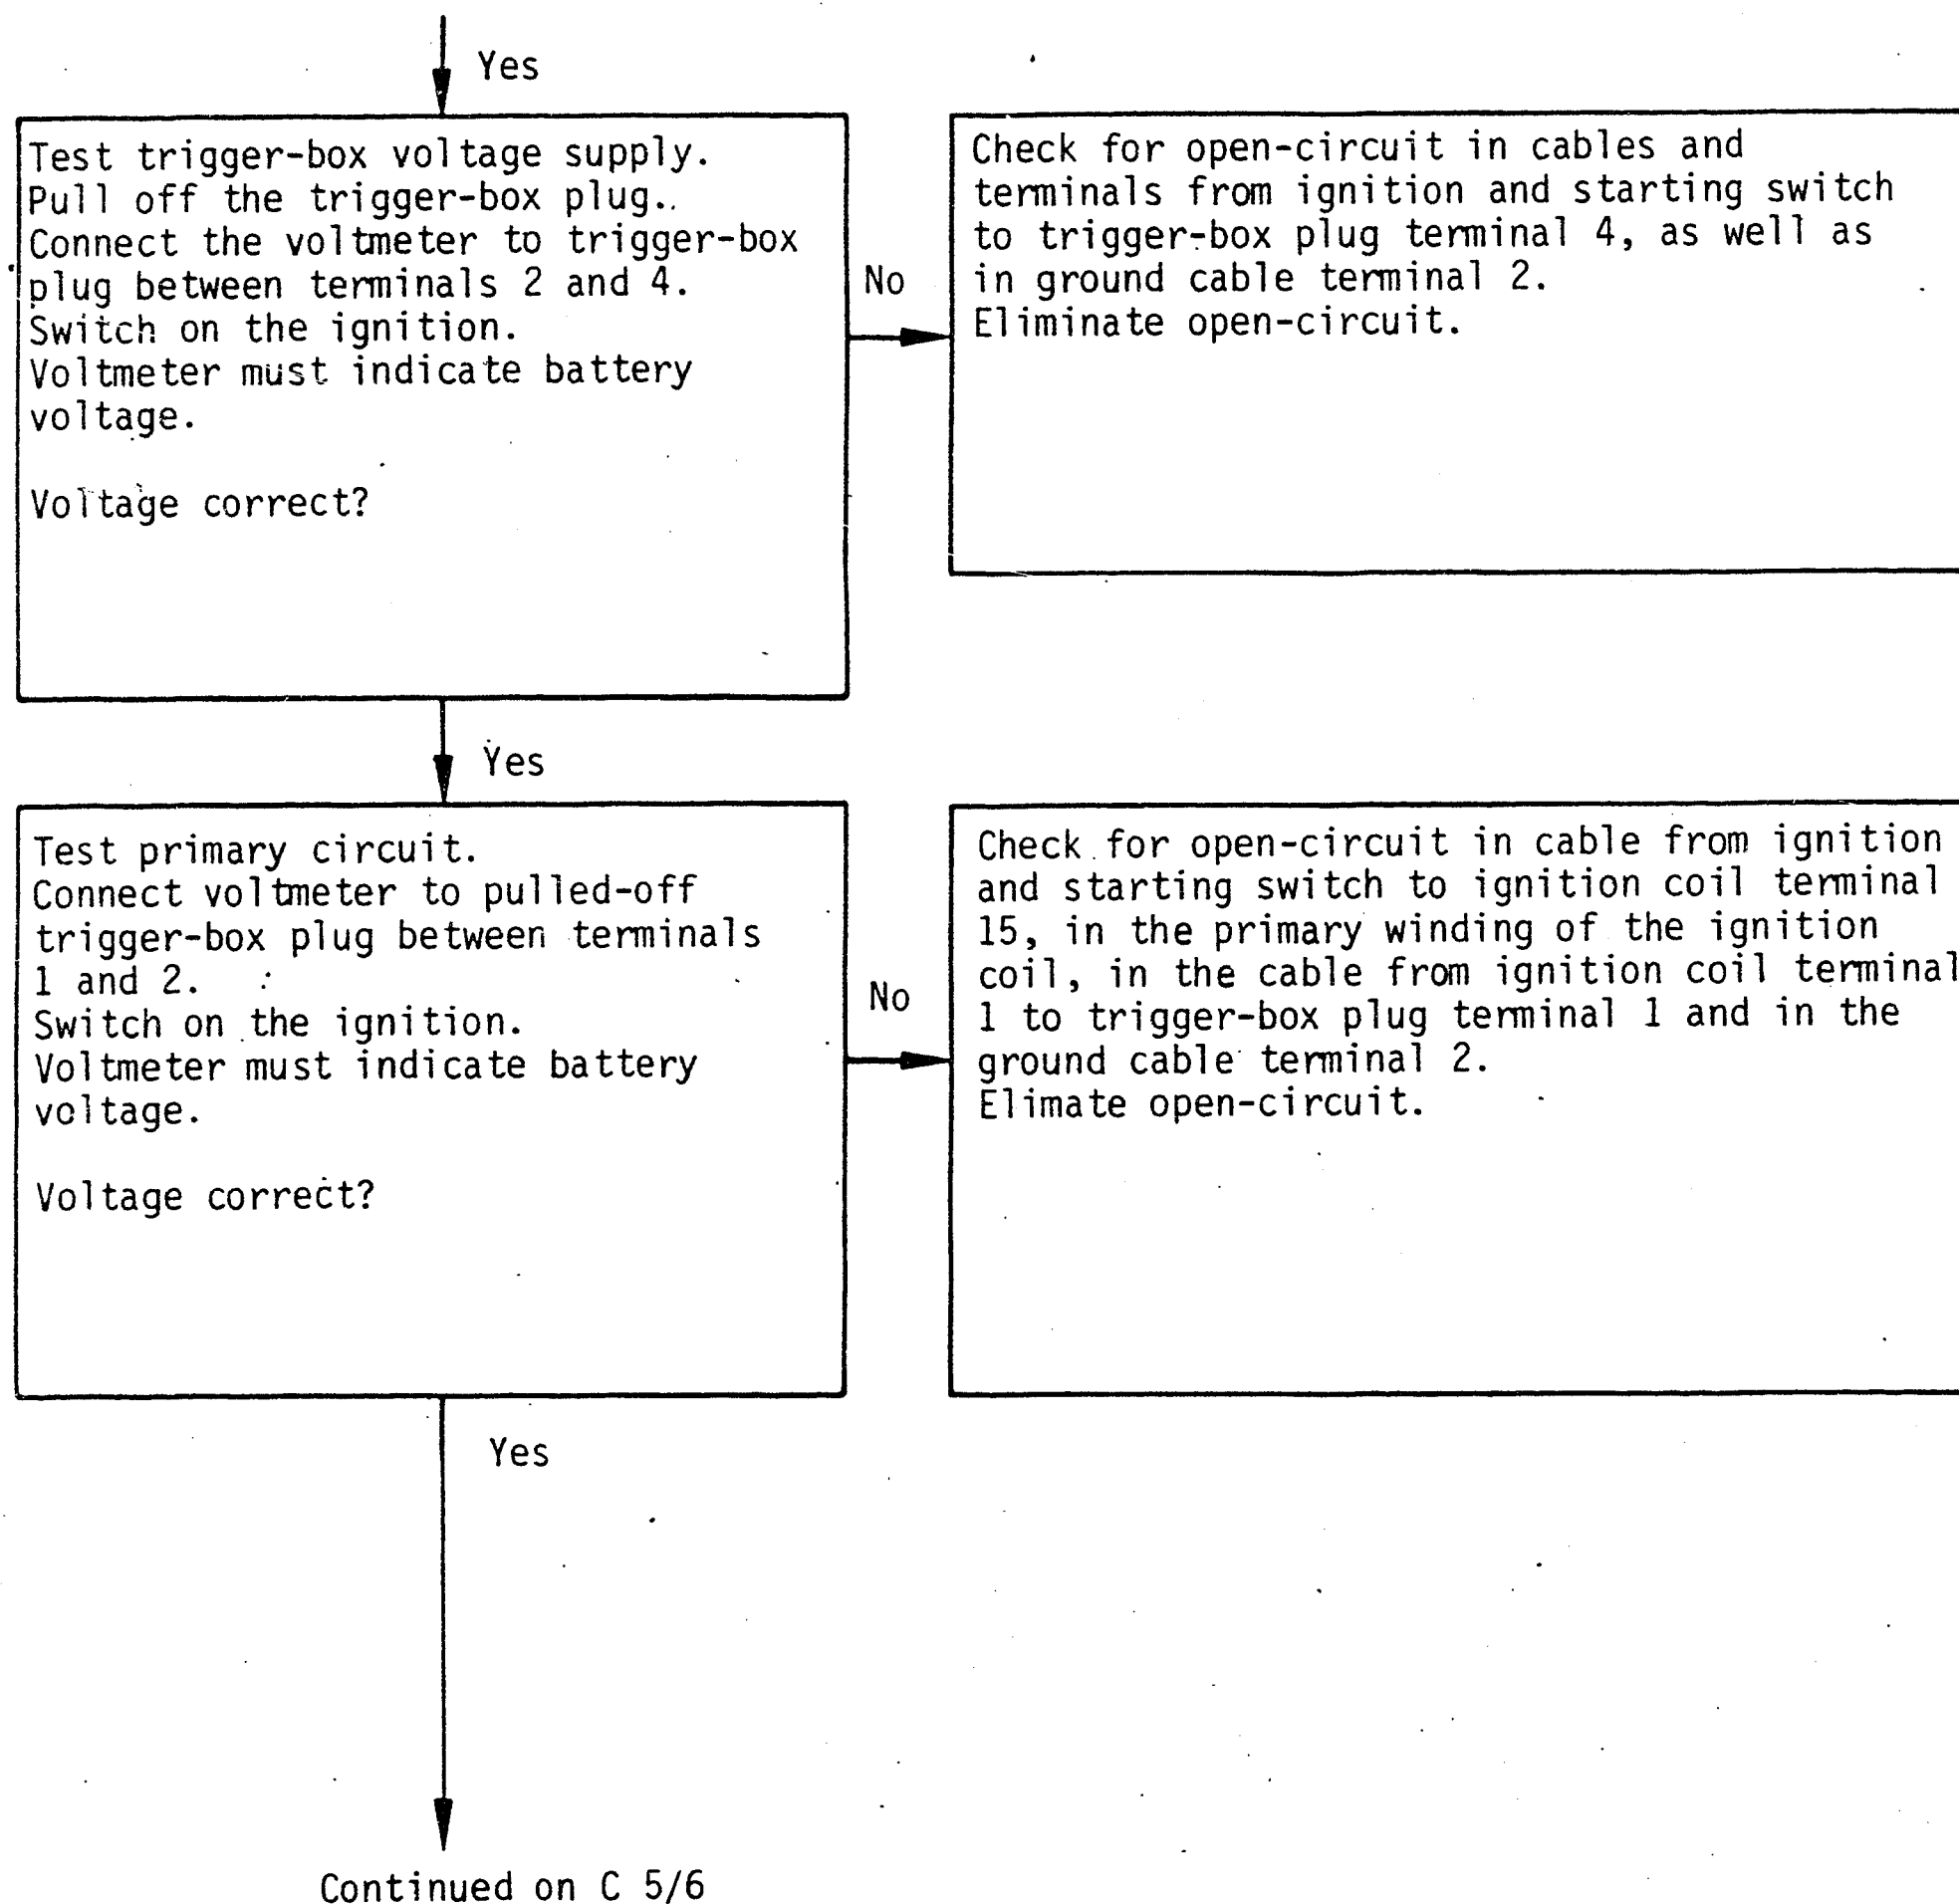 Yes
Test trigger-box voltage supply.
Pull off the trigger-box plug.
Connect the voltmeter to trigger-box
plug between terminals 2 and 4.
Switch on the ignition.
Voltmeter must indicate battery
voltage.
Voltage correct?
No
Check for open-circuit in cables and
terminals from ignition and starting switch
to trigger-box plug terminal 4, as well as
in ground cable terminal 2.
Eliminate open-circuit.
Yes
Test primary circuit.
Connect voltmeter to pulled-off
trigger-box plug between terminals
1 and 2.
Switch on the ignition.
Voltmeter must indicate battery
voltage.
Voltage correct?
No
Check for open-circuit in cable from ignition
and starting switch to ignition coil terminal
15, in the primary winding of the ignition
coil, in the cable from ignition coil terminal
1 to trigger-box plug terminal 1 and in the
ground cable terminal 2.
Elimate open-circuit.
Yes
Continued on C 5/6